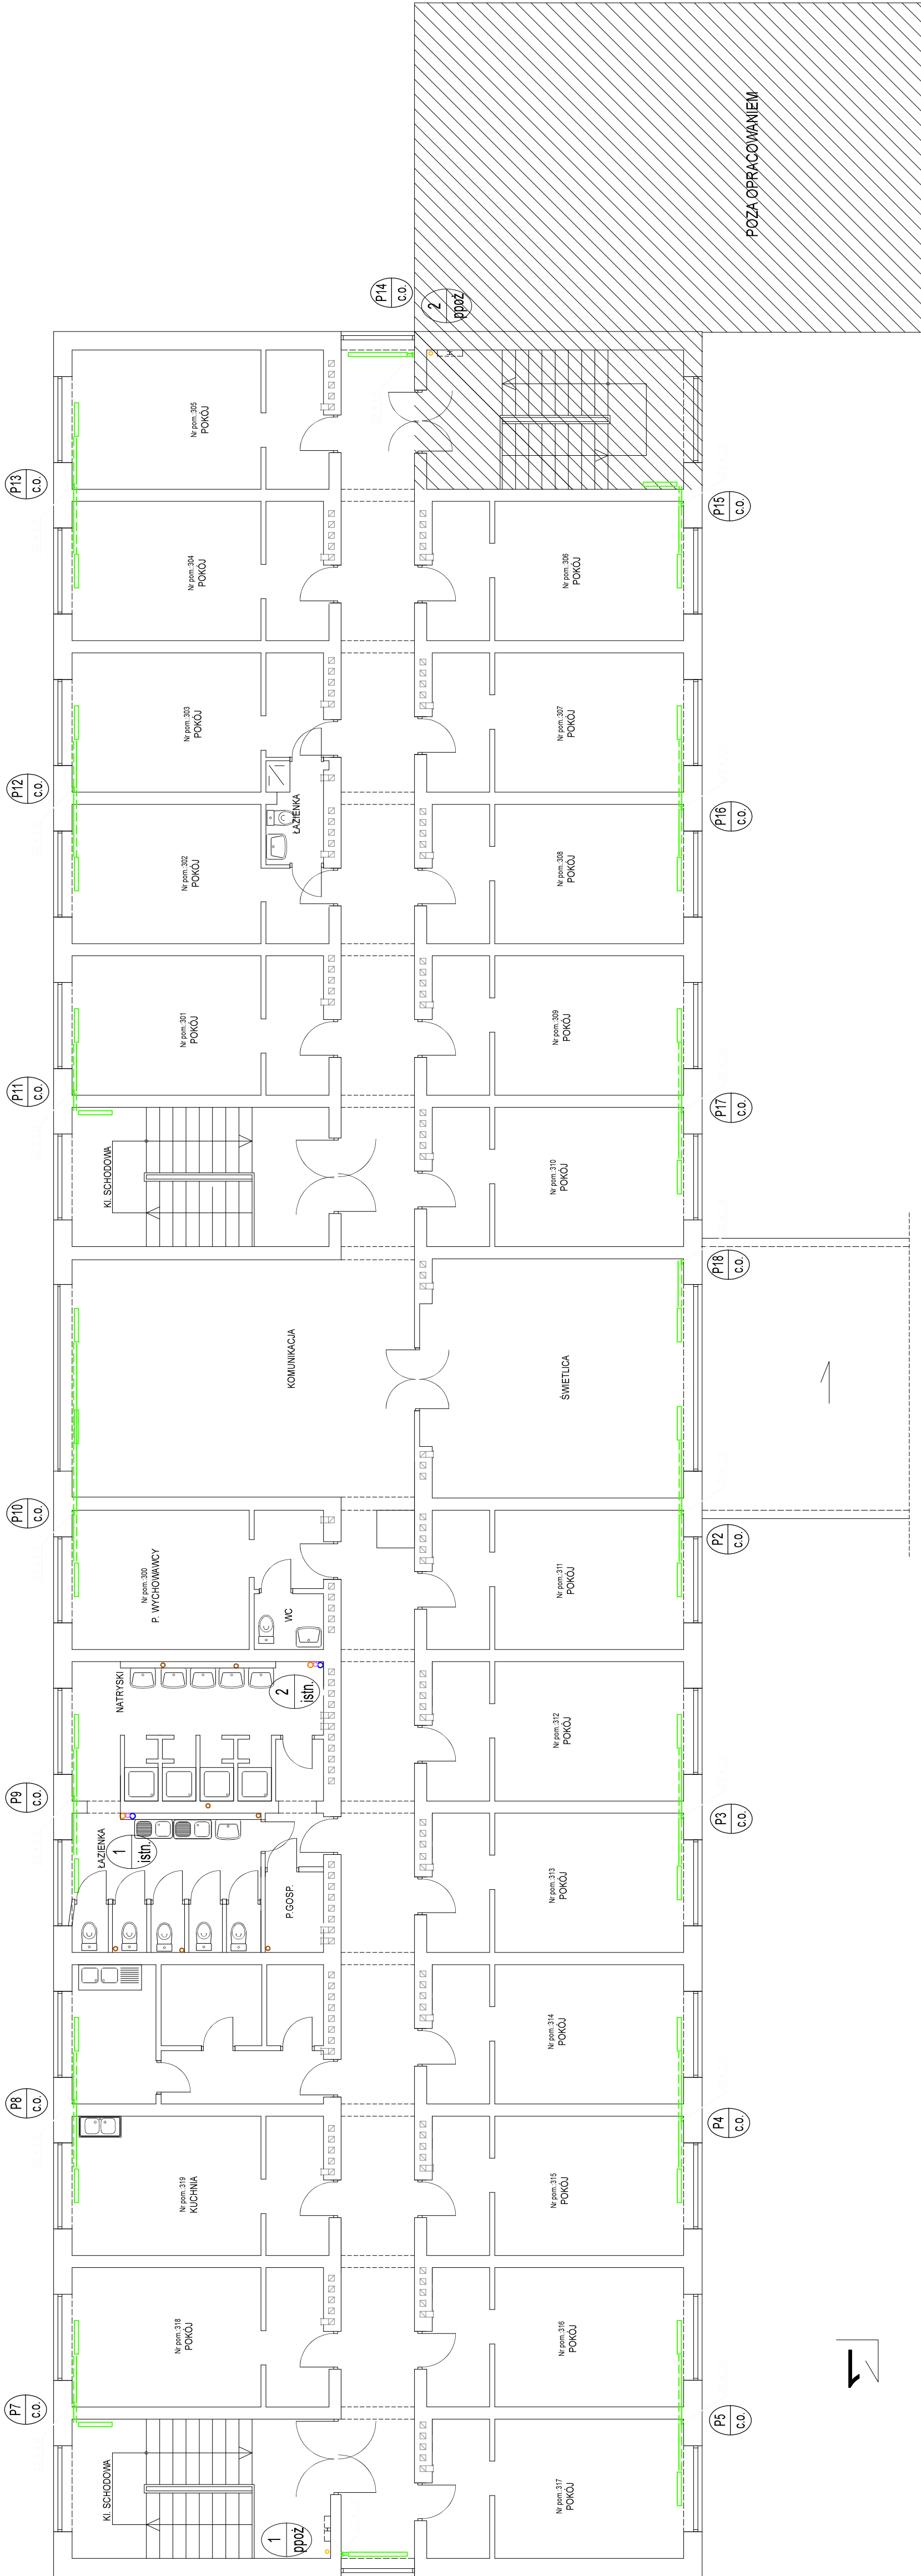 POZA OPRACOWANIEM
P14
c.o.
2
ppoż
P13
c.o.
Nr pom.:305
POKÓJ
P15
c.o.
Nr pom.:304
POKÓJ
Nr pom.:306
POKÓJ
P12
c.o.
Nr pom.:303
POKÓJ
Nr pom.:307
POKÓJ
ŁAZIENKA
P16
c.o.
Nr pom.:302
POKÓJ
Nr pom.:308
POKÓJ
P11
c.o.
Nr pom.:301
POKÓJ
Nr pom.:309
POKÓJ
P17
c.o.
Kl. SCHODOWA
Nr pom.:310
POKÓJ
P18
c.o.
KOMUNIKACJA
ŚWIETLICA
P10
c.o.
P2
c.o.
Nr pom.:300
P. WYCHOWAWCY
WC
Nr pom.:311
POKÓJ
NATRYSKI
2
istn.
Nr pom.:312
POKÓJ
P9
c.o.
P3
c.o.
ŁAZIENKA
1
istn.
P.GOSP.
Nr pom.:313
POKÓJ
Nr pom.:314
POKÓJ
P8
c.o.
P4
c.o.
Nr pom.:319
KUCHNIA
Nr pom.:315
POKÓJ
Nr pom.:318
POKÓJ
Nr pom.:316
POKÓJ
P7
c.o.
P5
c.o.
Kl. SCHODOWA
Nr pom.:317
POKÓJ
1
ppoż